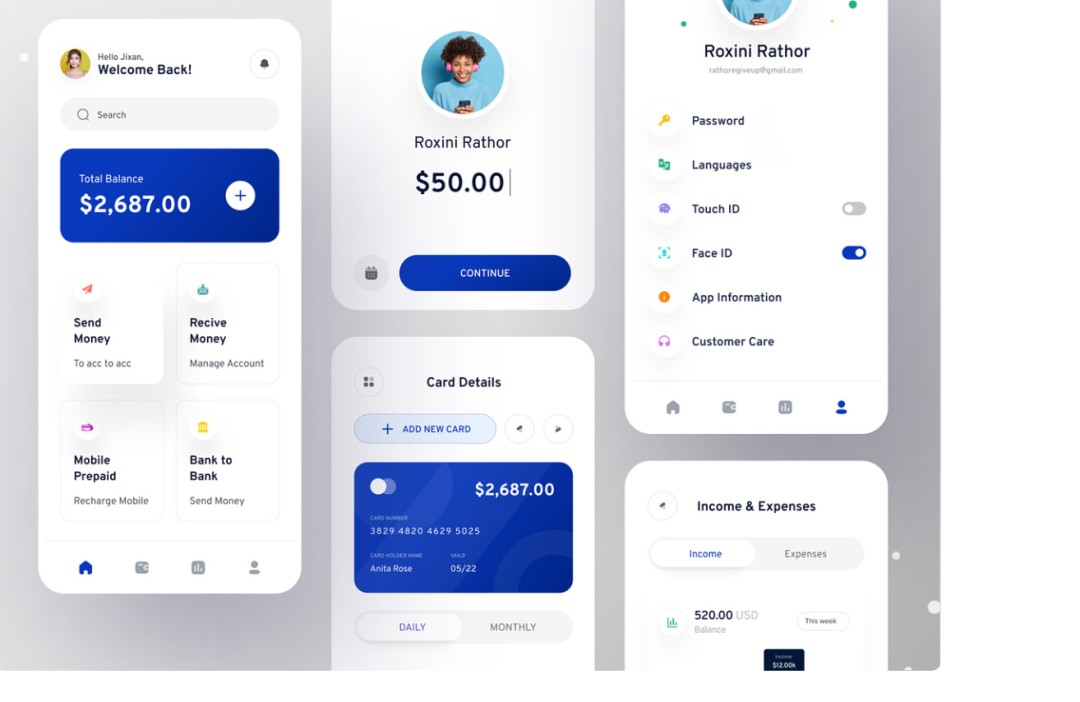 Hello Jixan,
Welcome Back!
Search
Total Balance
$2,687.00
Send
Money
To acc to acc
Recive
Money
Manage Account
Mobile
Prepaid
Recharge Mobile
Bank to
Bank
Send Money
Roxini Rathor
$50.00
CONTINUE
Card Details
ADD NEW CARD
$2,687.00
CARD NUMBER
3829 4820 4629 5025
CARD HOLDER NAME
VAILD
Anita Rose
05/22
DAILY
MONTHLY
Roxini Rathor
rathoregiveup@gmail.com
Password
Languages
Touch ID
Face ID
App Information
Customer Care
Income & Expenses
Income
Expenses
520.00 USD
Balance
This week
Income
$12.00k